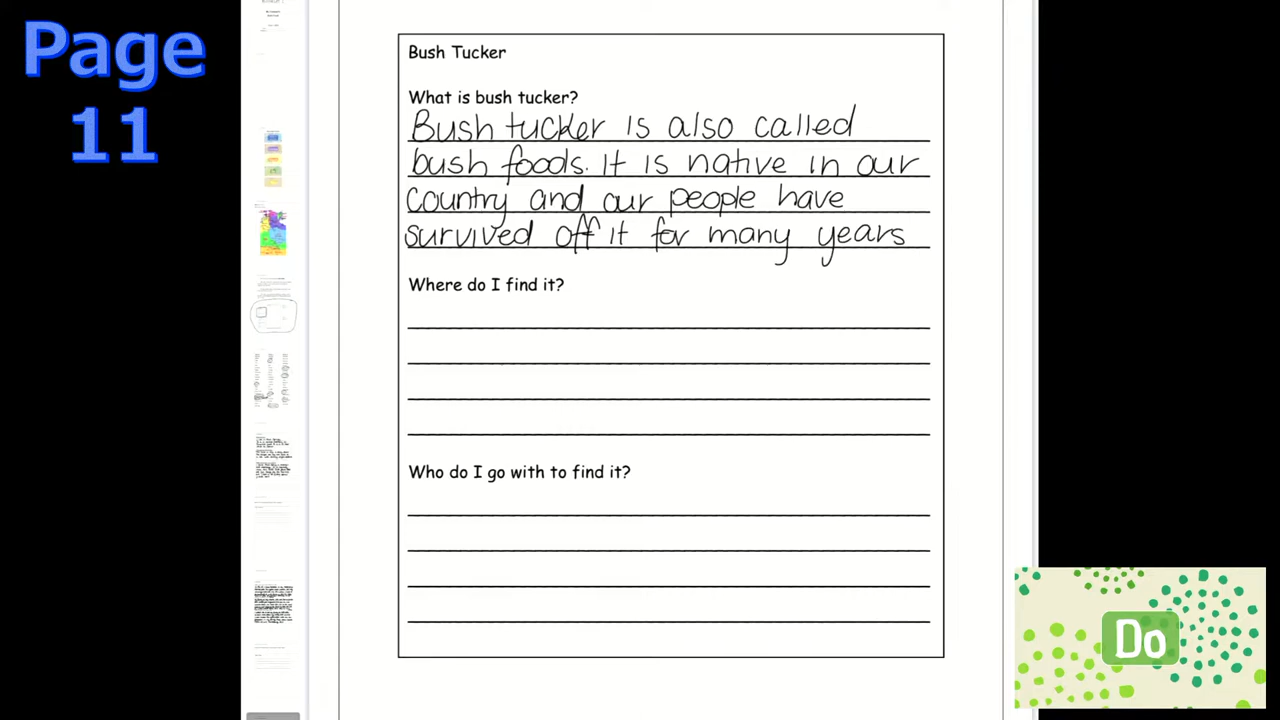 Page
11
Bush Tucker
What is bush tucker?
Bush tucker is also called
bush foods. It is native in our
Country and our people have
survived off it for many years
Where do I find it?
Who do I go with to find it?
Do